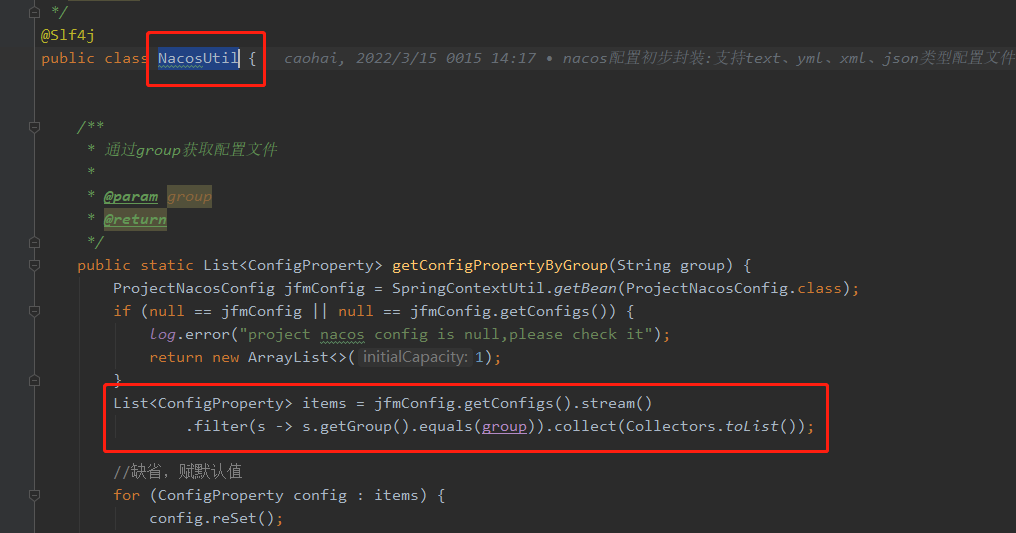 */
@Slf4j
public class NacosUtil {    caohai, 2022/3/15 0015 14:17 • nacos配置初步封装:支持text、yml、xml、json类型配置文件
/**
* 通过group获取配置文件
*
* @param group
* @return
*/
public static List<ConfigProperty> getConfigPropertyByGroup(String group) {
ProjectNacosConfig jfmConfig = SpringContextUtil.getBean(ProjectNacosConfig.class);
if (null == jfmConfig || null == jfmConfig.getConfigs()) {
log.error("project nacos config is null,please check it");
return new ArrayList<>( initialCapacity: 1);
}
List<ConfigProperty> items = jfmConfig.getConfigs().stream()
.filter(s -> s.getGroup().equals(group)).collect(Collectors.toList());
//缺省，赋默认值
for (ConfigProperty config : items) {
config.reSet();